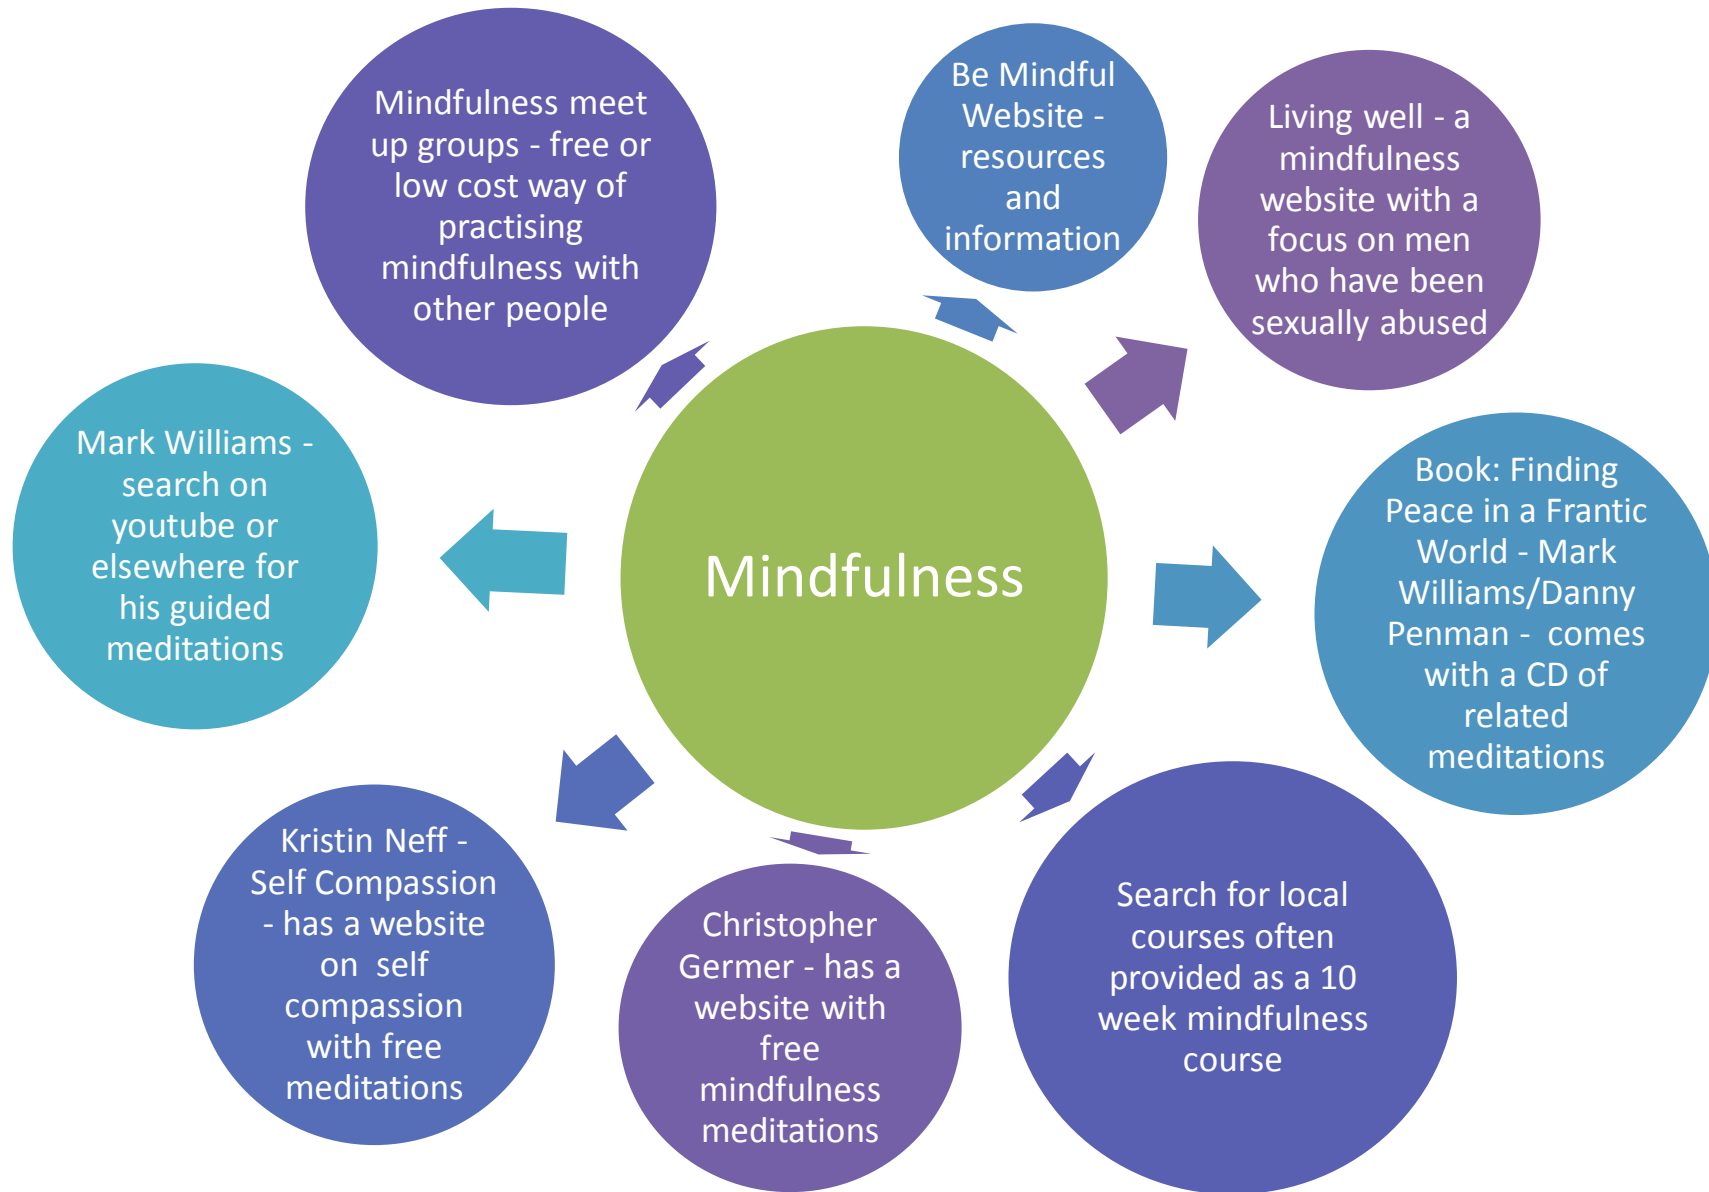 Mindfulness
Be Mindful
Website -
resources
and
information
Living well - a
mindfulness
website with a
focus on men
who have been
sexually abused
Book: Finding
Peace in a Frantic
World - Mark
Williams/Danny
Penman -  comes
with a CD of
related
meditations
Search for local
courses often
provided as a 10
week mindfulness
course
Christopher
Germer - has a
website with
free
mindfulness
meditations
Kristin Neff -
Self Compassion
- has a website
on  self
compassion
with free
meditations
Mark Williams -
search on
youtube or
elsewhere for
his guided
meditations
Mindfulness meet
up groups - free or
low cost way of
practising
mindfulness with
other people